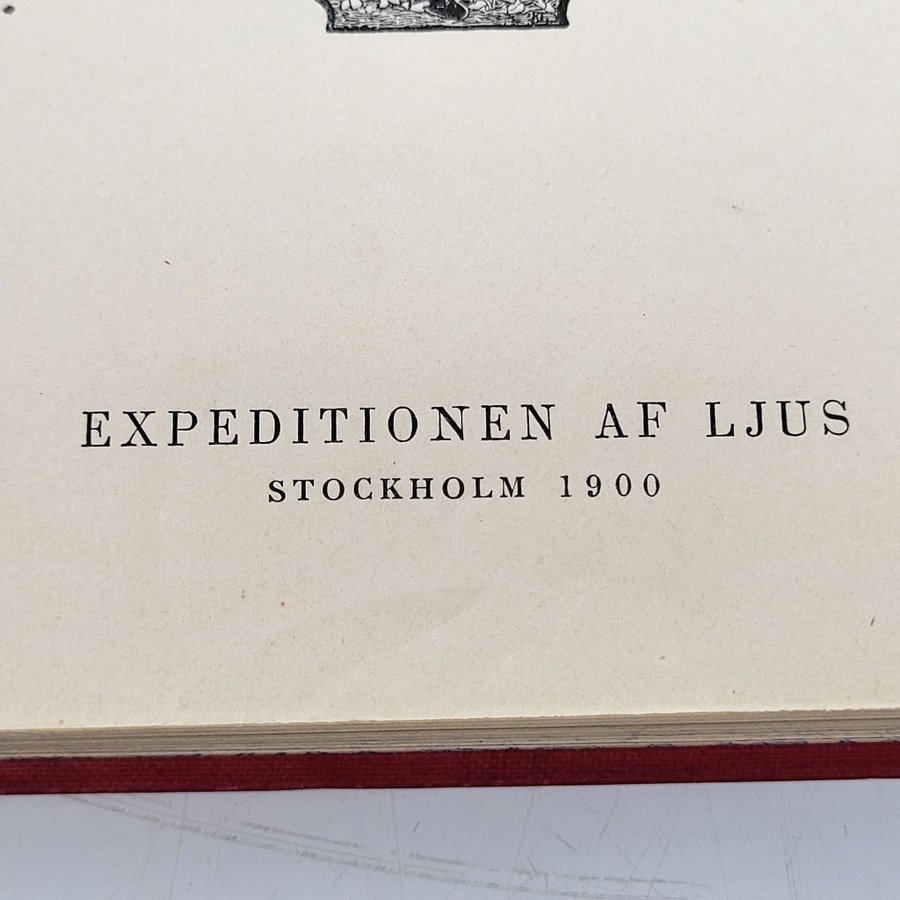 EXPEDITIONEN AF LJUS
STOCKHOLM 1900